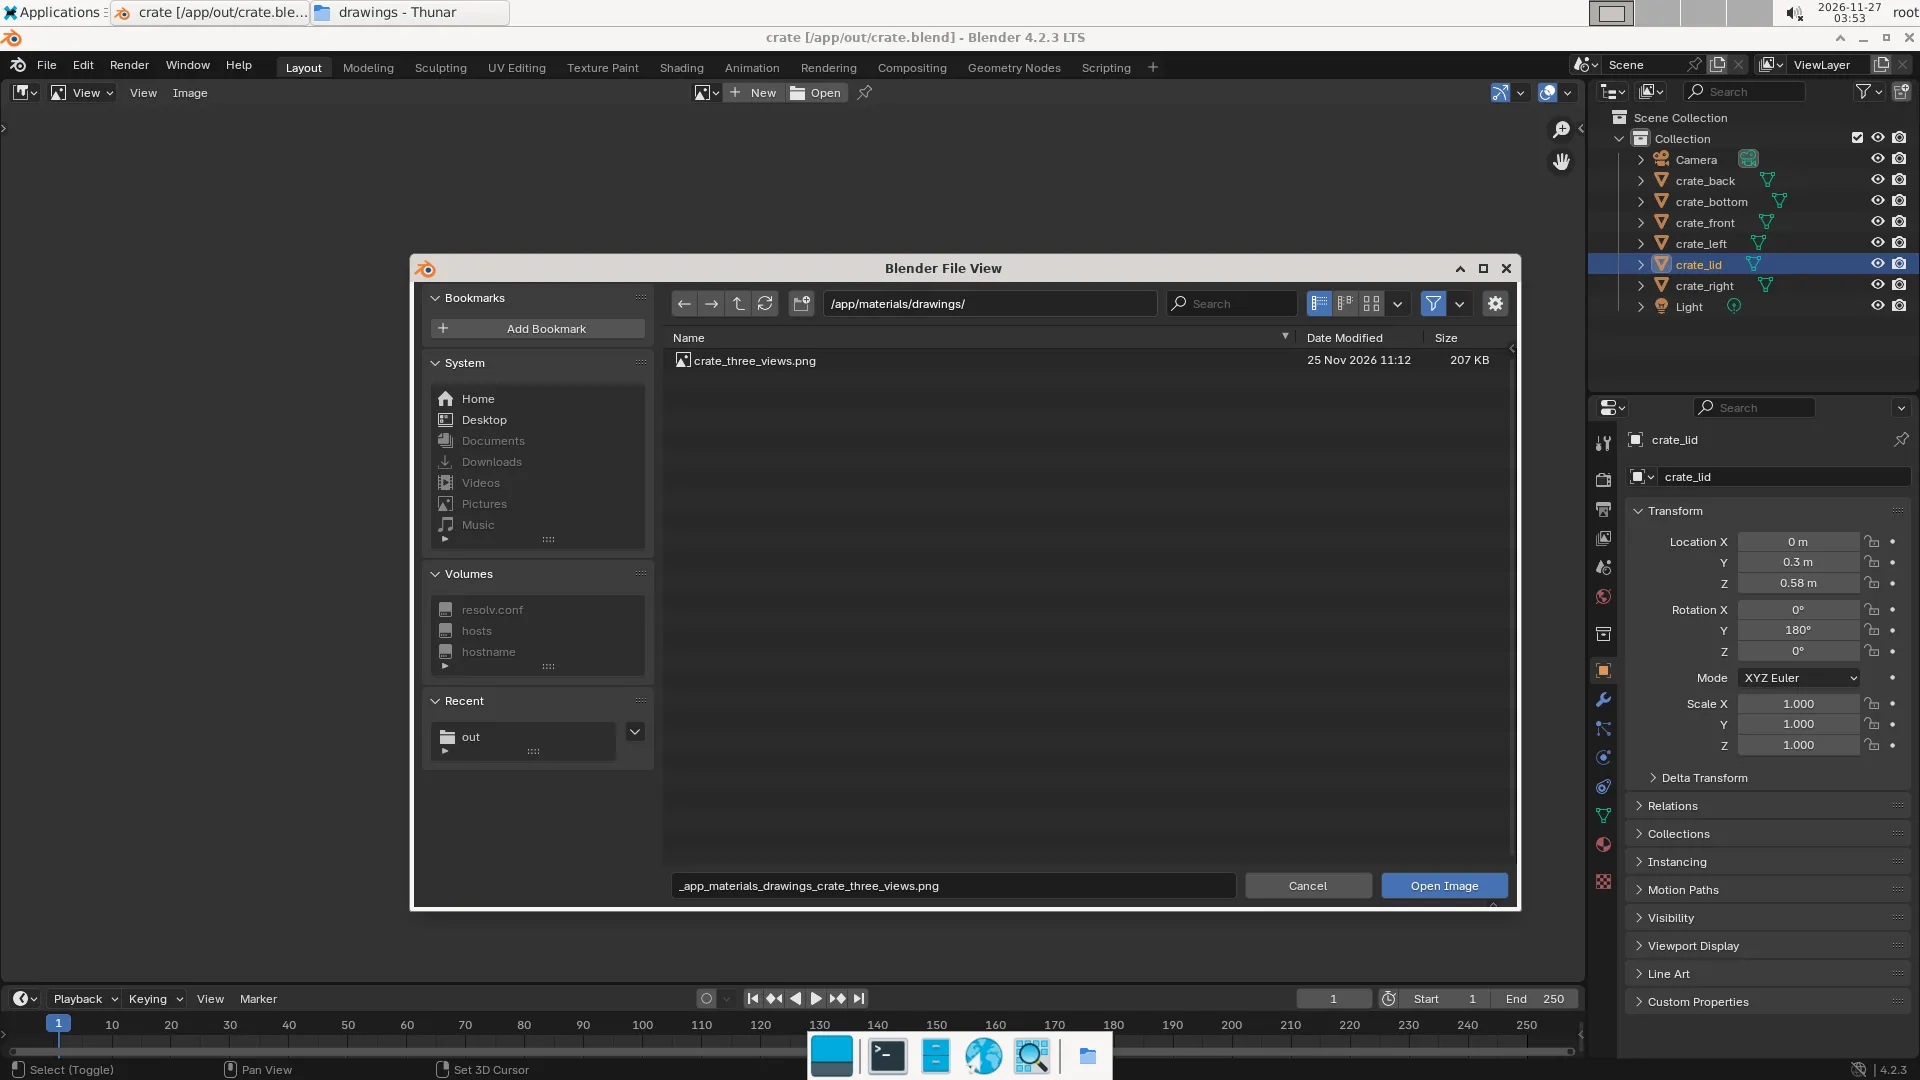 Applications
crate [/app/out/crate.ble...
drawings - Thunar
2026-11-27
03:53
root
crate [/app/out/crate.blend] - Blender 4.2.3 LTS
File Edit Render Window Help
Layout Modeling Sculpting UV Editing Texture Paint Shading Animation Rendering Compositing Geometry Nodes Scripting
Scene
ViewLayer
View View Image
New Open
Search
Scene Collection
Collection
Camera
crate_back
crate_bottom
crate_front
crate_left
crate_lid
crate_right
Light
Blender File View
Bookmarks
Add Bookmark
System
Home
Desktop
Documents
Downloads
Videos
Pictures
Music
Volumes
resolv.conf
hosts
hostname
Recent
out
/app/materials/drawings/
Search
Name Date Modified Size
crate_three_views.png 25 Nov 2026 11:12 207 KB
_app_materials_drawings_crate_three_views.png
Cancel
Open Image
Search
crate_lid
crate_lid
Transform
Location X 0 m
Y 0.3 m
Z 0.58 m
Rotation X 0°
Y 180°
Z 0°
Mode XYZ Euler
Scale X 1.000
Y 1.000
Z 1.000
Delta Transform
Relations
Collections
Instancing
Motion Paths
Visibility
Viewport Display
Line Art
Custom Properties
Playback Keying View Marker
1
Start 1
End 250
1 10 20 30 40 50 60 70 80 90 100 110 120 130 140 150 160 170 180 190 200 210 220 230 240 250
Select (Toggle)
Pan View
Set 3D Cursor
4.2.3